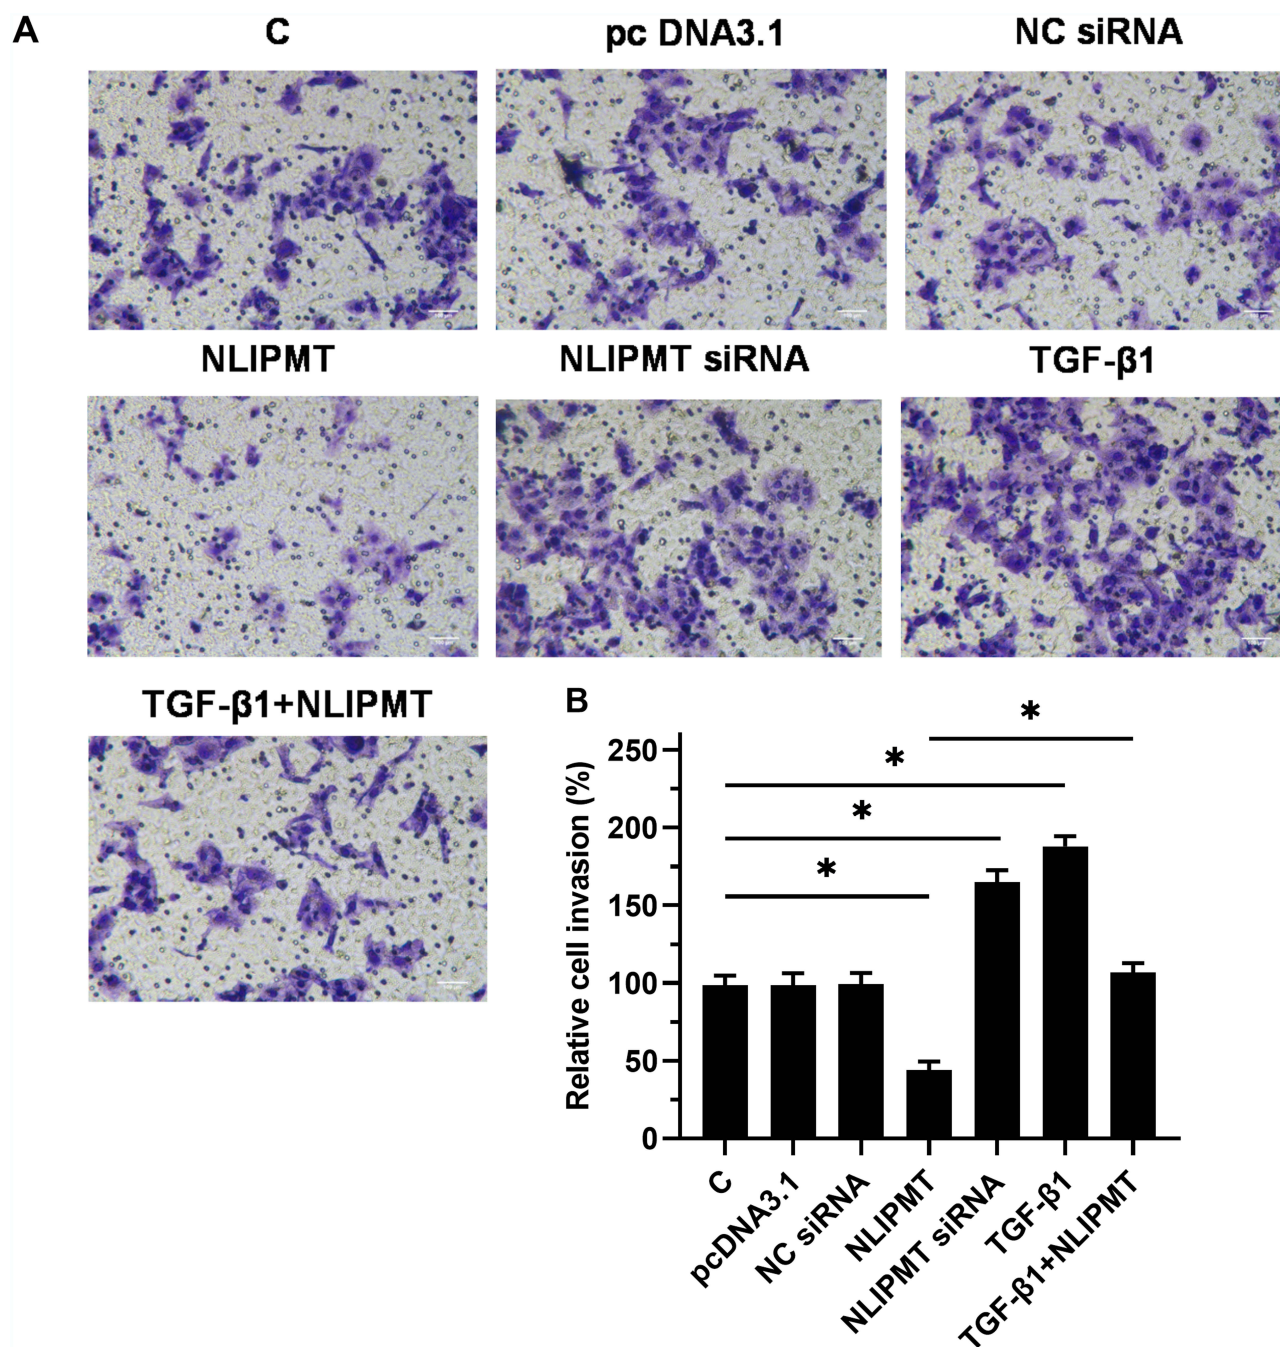 A
C
pc DNA3.1
NC siRNA
NLIPMT
NLIPMT siRNA
TGF-β1
TGF-β1+NLIPMT
B
Relative cell invasion (%)
250
200
150
100
50
0
*
*
*
*
C
pcDNA3.1
NC siRNA
NLIPMT
NLIPMT siRNA
TGF-β1
TGF-β1+NLIPMT